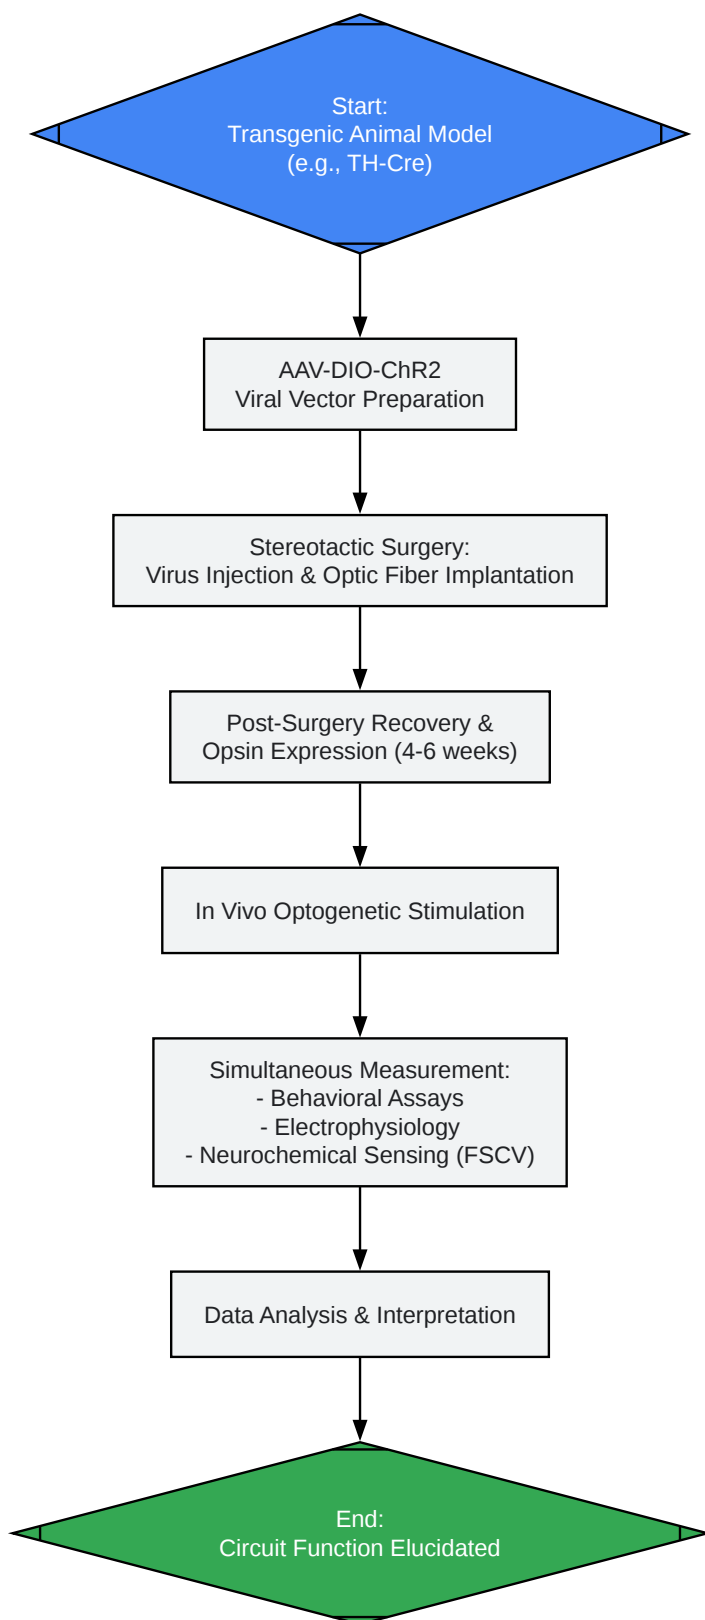 Start:
Transgenic Animal Model
(e.g., TH-Cre)
AAV-DIO-ChR2
Viral Vector Preparation
Stereotactic Surgery:
Virus Injection & Optic Fiber Implantation
Post-Surgery Recovery &
Opsin Expression (4-6 weeks)
In Vivo Optogenetic Stimulation
Simultaneous Measurement:
- Behavioral Assays
- Electrophysiology
- Neurochemical Sensing (FSCV)
Data Analysis & Interpretation
End:
Circuit Function Elucidated